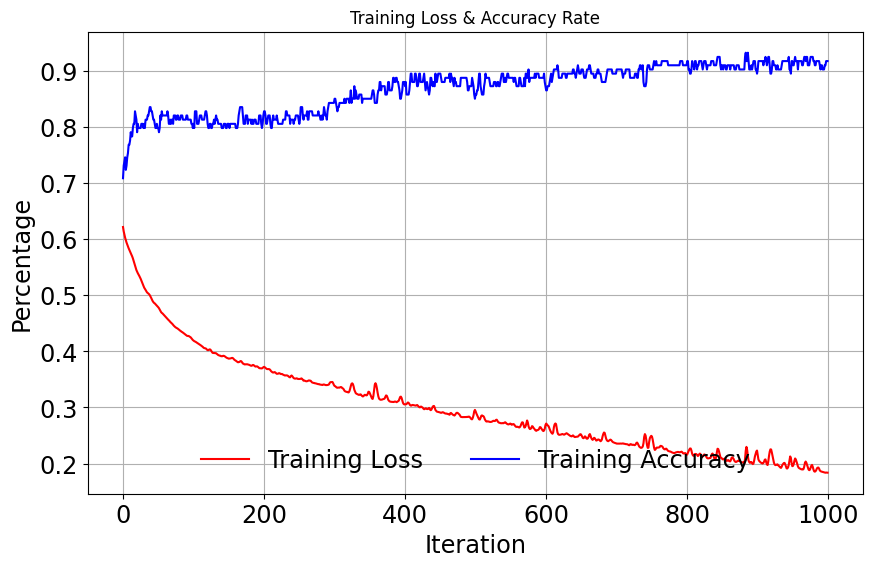 Training Loss & Accuracy Rate
0.9
0.8
0.7
0.6
0.5
0.4
0.3
0.2
Percentage
Training Loss Training Accuracy
0 200 400 600 800 1000
Iteration